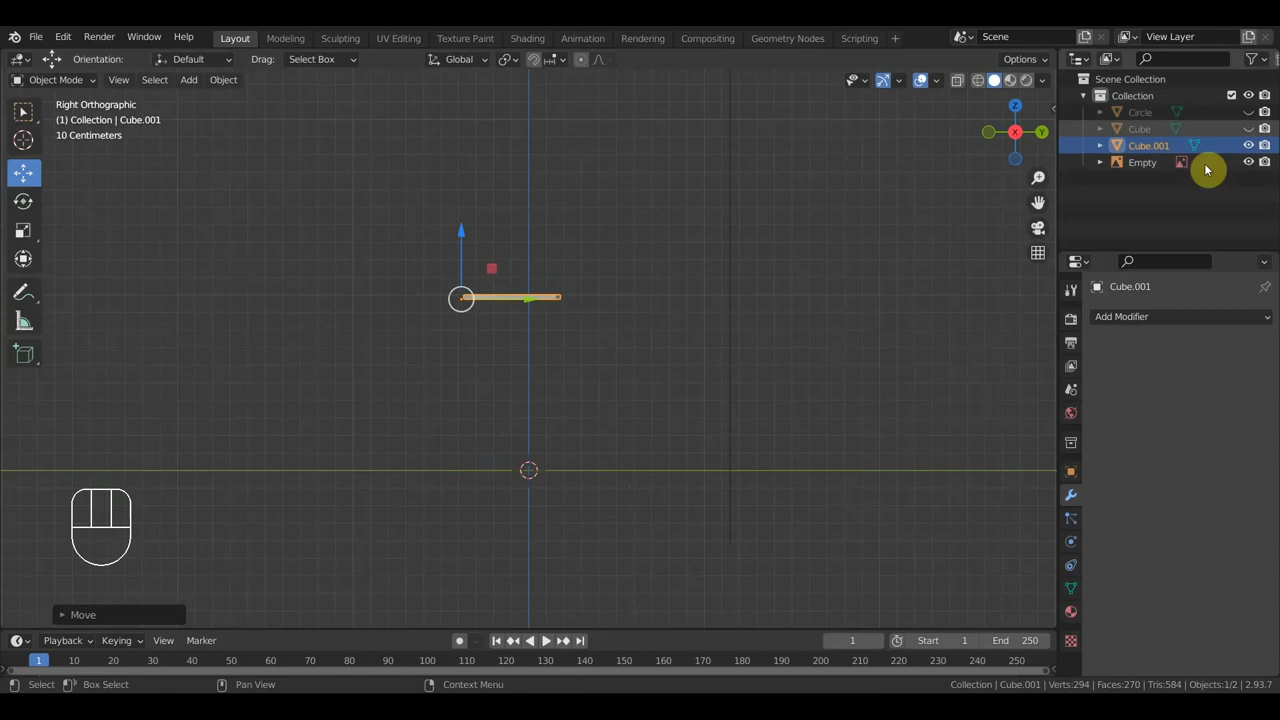 File Edit Render Window Help Layout Modeling Sculpting UV Editing Texture Paint Shading Animation Rendering Compositing Geometry Nodes Scripting + Scene View Layer
Orientation: Default Drag: Select Box Global Options
Object Mode View Select Add Object
Scene Collection
Right Orthographic
(1) Collection | Cube.001
10 Centimeters
Collection
Circle
Cube
Cube.001
Empty
Z
X
Y
Cube.001
Add Modifier
Move
Playback Keying View Marker 1 Start 1 End 250
1 10 20 30 40 50 60 70 80 90 100 110 120 130 140 150 160 170 180 190 200 210 220 230 240 250
Select Box Select Pan View Context Menu Collection | Cube.001 | Verts:294 | Faces:270 | Tris:584 | Objects:1/2 | 2.93.7